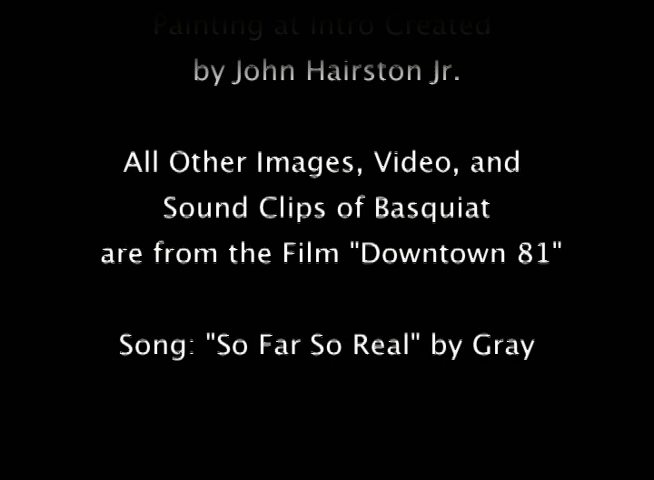 Painting at Intro Created
by John Hairston Jr.
All Other Images, Video, and
Sound Clips of Basquiat
are from the Film "Downtown 81"
Song: "So Far So Real" by Gray